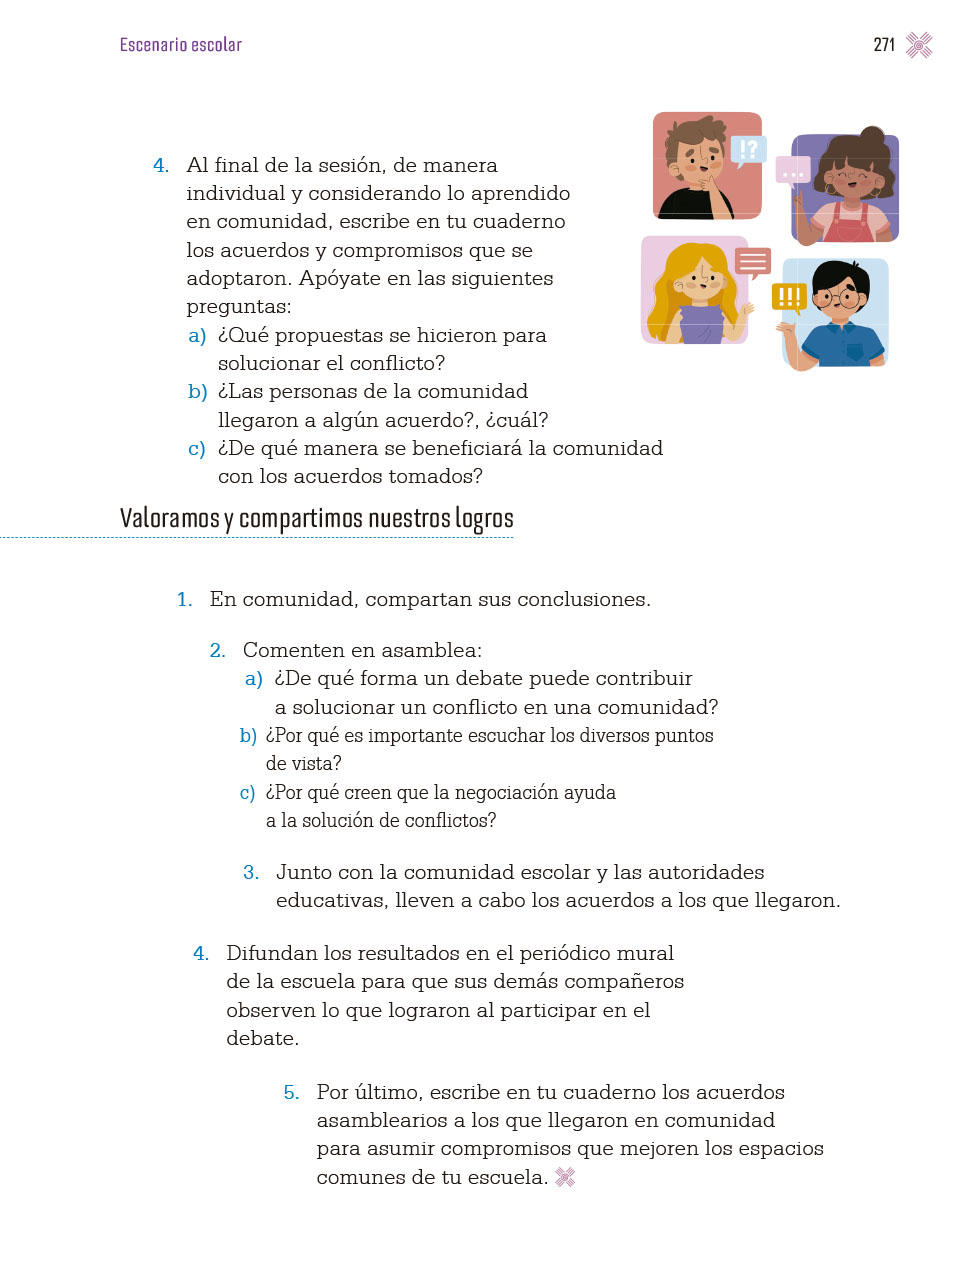 Escenario escolar
271
4. Al final de la sesión, de manera
individual y considerando lo aprendido
en comunidad, escribe en tu cuaderno
los acuerdos y compromisos que se
adoptaron. Apóyate en las siguientes
preguntas:
a) ¿Qué propuestas se hicieron para
solucionar el conflicto?
b) ¿Las personas de la comunidad
llegaron a algún acuerdo?, ¿cuál?
c) ¿De qué manera se beneficiará la comunidad
con los acuerdos tomados?
!?
...
!!!
Valoramos y compartimos nuestros logros
1. En comunidad, compartan sus conclusiones.
2. Comenten en asamblea:
a) ¿De qué forma un debate puede contribuir
a solucionar un conflicto en una comunidad?
b) ¿Por qué es importante escuchar los diversos puntos
de vista?
c) ¿Por qué creen que la negociación ayuda
a la solución de conflictos?
3. Junto con la comunidad escolar y las autoridades
educativas, lleven a cabo los acuerdos a los que llegaron.
4. Difundan los resultados en el periódico mural
de la escuela para que sus demás compañeros
observen lo que lograron al participar en el
debate.
5. Por último, escribe en tu cuaderno los acuerdos
asamblearios a los que llegaron en comunidad
para asumir compromisos que mejoren los espacios
comunes de tu escuela.